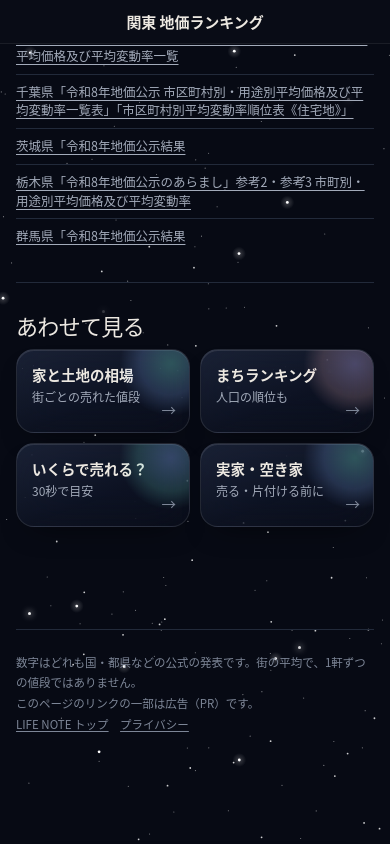 関東 地価ランキング
平均価格及び平均変動率一覧
千葉県「令和8年地価公示 市区町村別・用途別平均価格及び平
均変動率一覧表」「市区町村別平均変動率順位表《住宅地》」
茨城県「令和8年地価公示結果
栃木県「令和8年地価公示のあらまし」参考2・参考3 市町別・
用途別平均価格及び平均変動率
群馬県「令和8年地価公示結果
あわせて見る
家と土地の相場
街ごとの売れた値段
→
まちランキング
人口の順位も
→
いくらで売れる？
30秒で目安
→
実家・空き家
売る・片付ける前に
→
数字はどれも国・都県などの公式の発表です。街の平均で、1軒ずつ
の値段ではありません。
このページのリンクの一部は広告（PR）です。
LIFE NOTE トップ プライバシー